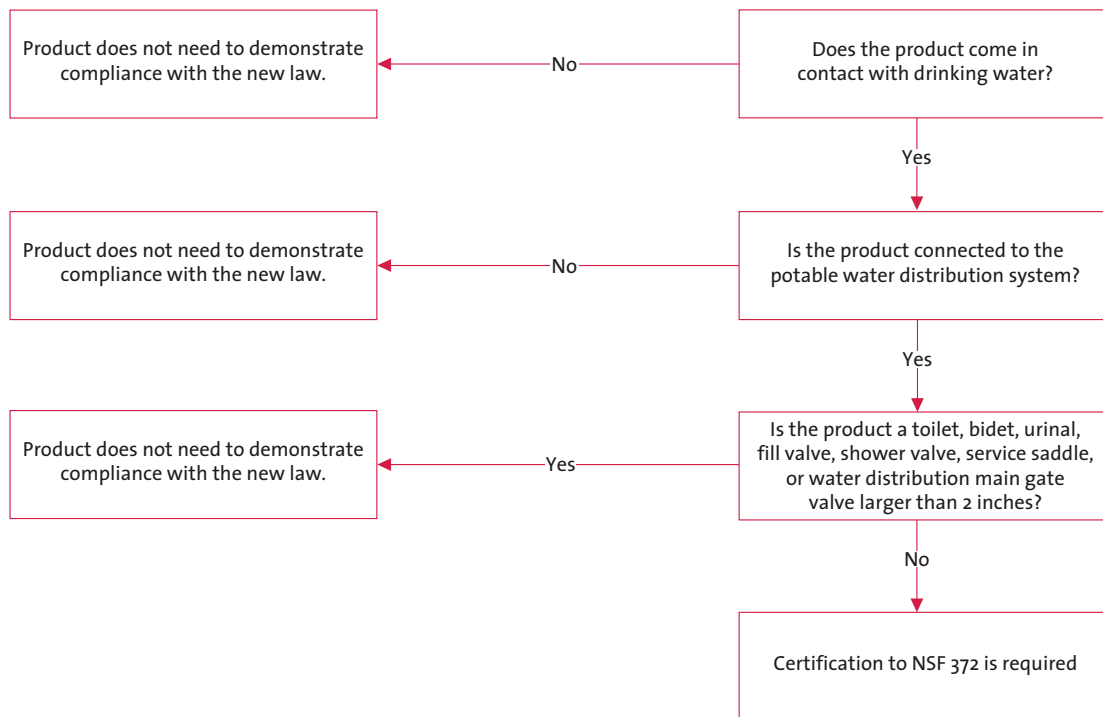 Product does not need to demonstrate
compliance with the new law.
No
Does the product come in
contact with drinking water?
Yes
Product does not need to demonstrate
compliance with the new law.
No
Is the product connected to the
potable water distribution system?
Yes
Product does not need to demonstrate
compliance with the new law.
Yes
Is the product a toilet, bidet, urinal,
fill valve, shower valve, service saddle,
or water distribution main gate
valve larger than 2 inches?
No
Certification to NSF 372 is required